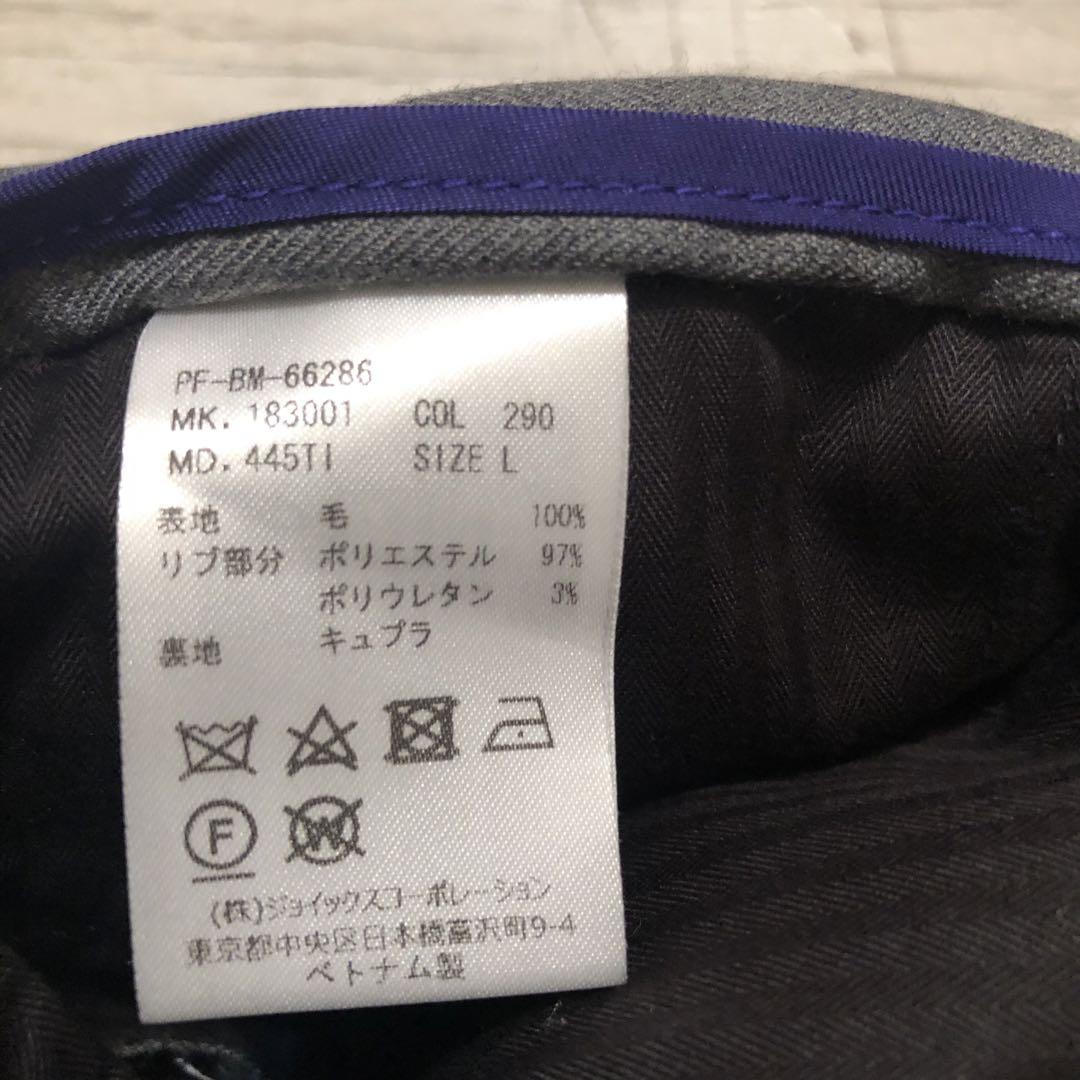 PF-BM-66286
MK. 183001 COL 290
MD. 445TI SIZE L
表地 毛 100%
リブ部分 ポリエステル 97%
ポリウレタン 3%
裏地 キュプラ
F
W
(株)ジョイックスコーポレーション
東京都中央区日本橋富沢町9-4
ベトナム製